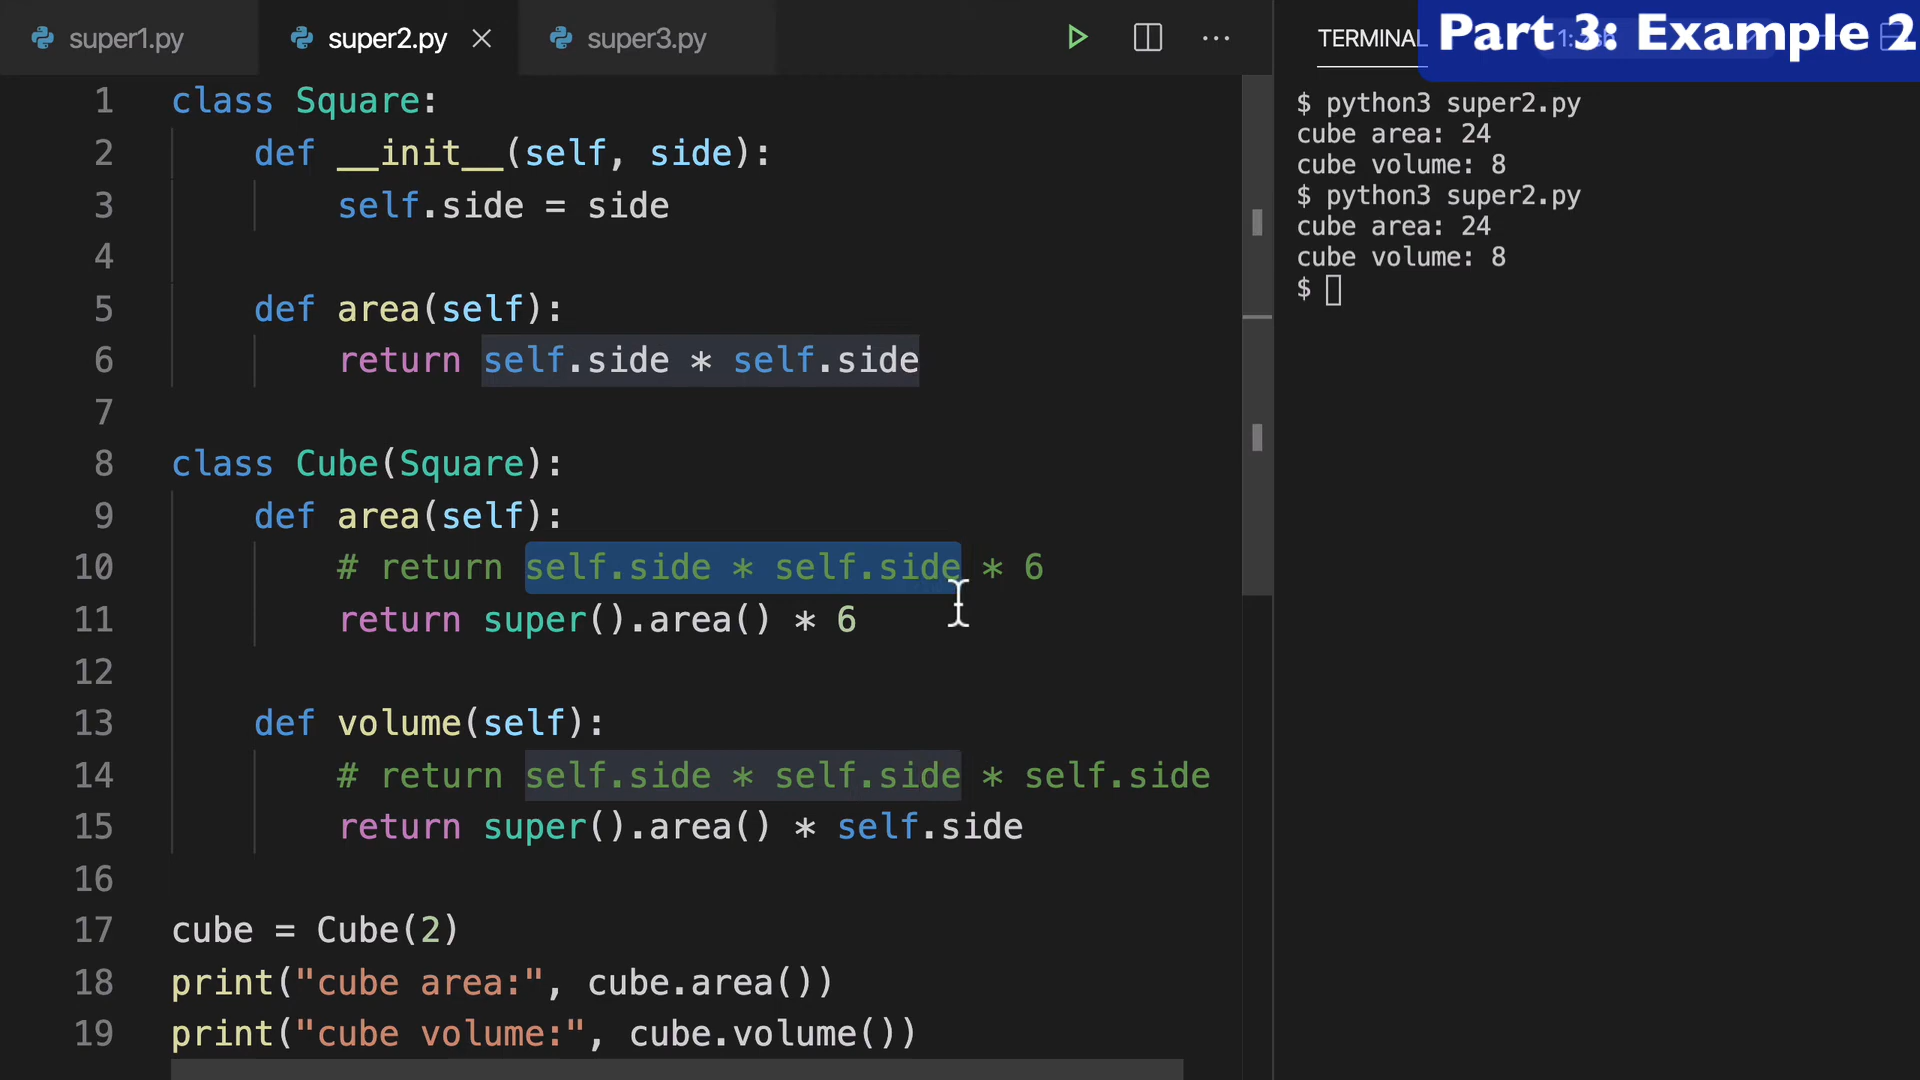 super1.py super2.py super3.py
TERMINAL
Part 3: Example 2
1 class Square:
2     def __init__(self, side):
3         self.side = side
4
5     def area(self):
6         return self.side * self.side
7
8 class Cube(Square):
9     def area(self):
10         # return self.side * self.side * 6
11         return super().area() * 6
12
13     def volume(self):
14         # return self.side * self.side * self.side
15         return super().area() * self.side
16
17 cube = Cube(2)
18 print("cube area:", cube.area())
19 print("cube volume:", cube.volume())
$ python3 super2.py
cube area: 24
cube volume: 8
$ python3 super2.py
cube area: 24
cube volume: 8
$